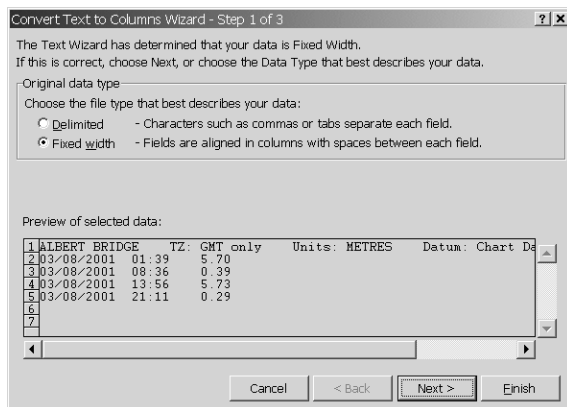 Convert Text to Columns Wizard - Step 1 of 3
The Text Wizard has determined that your data is Fixed Width.
If this is correct, choose Next, or choose the Data Type that best describes your data.
Original data type
Choose the file type that best describes your data:
Delimited - Characters such as commas or tabs separate each field.
Fixed width - Fields are aligned in columns with spaces between each field.
Preview of selected data:
1 ALBERT BRIDGE TZ: GMT only Units: METRES Datum: Chart Da
2 03/08/2001 01:39 5.70
3 03/08/2001 08:36 0.39
4 03/08/2001 13:56 5.73
5 03/08/2001 21:11 0.29
6
7
Cancel < Back Next > Finish